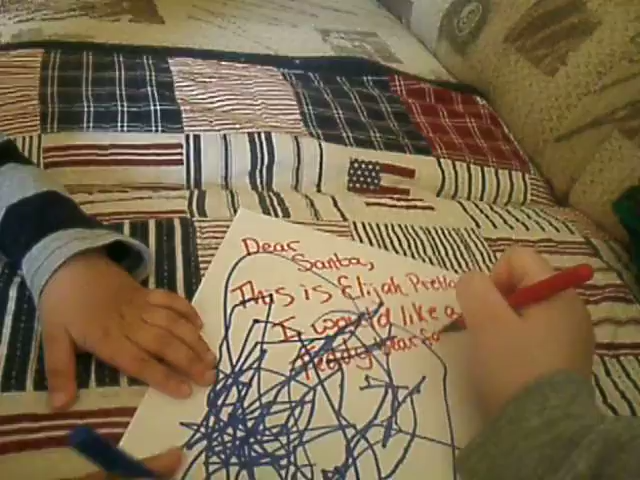 Dear
Santa,
This is Elijah
I would like a
teddy bear